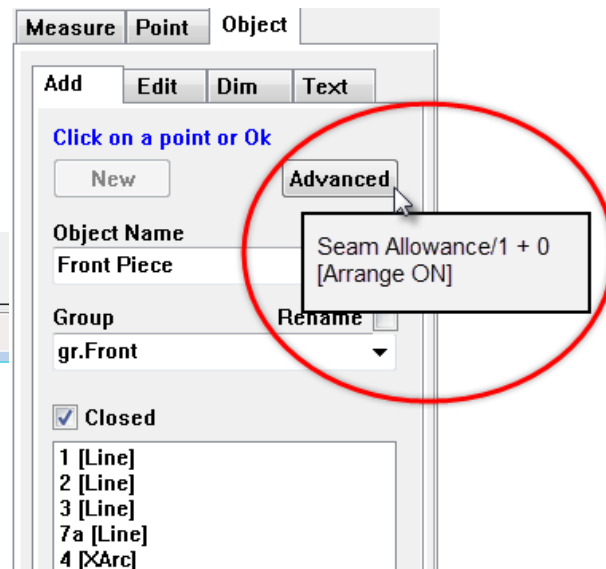 Measure Point Object
Add Edit Dim Text
Click on a point or Ok
New Advanced
Object Name
Seam Allowance/1 + 0
Front Piece
[Arrange ON]
Group Rename
gr.Front
Closed
1 [Line]
2 [Line]
3 [Line]
7a [Line]
4 [XArc]